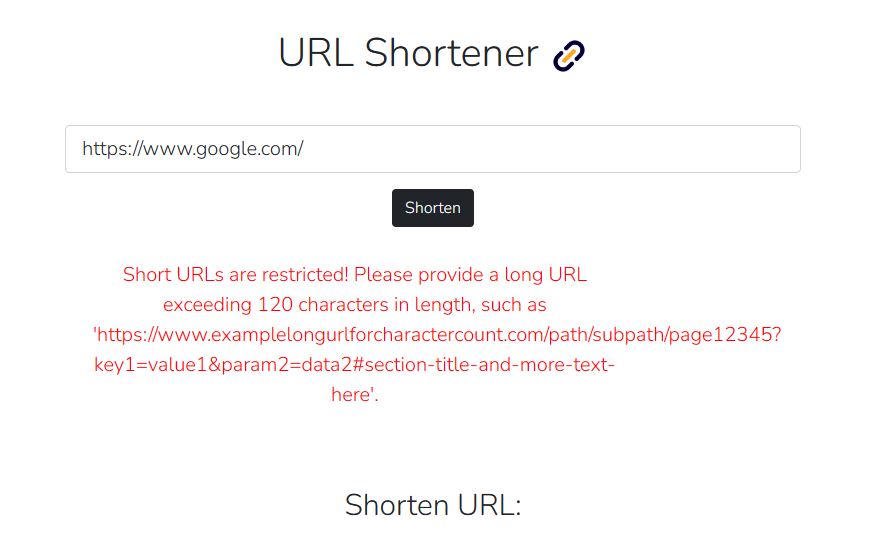 URL Shortener
https://www.google.com/
Shorten
Short URLs are restricted! Please provide a long URL
exceeding 120 characters in length, such as
'https://www.examplelongurlforcharactercount.com/path/subpath/page12345?
key1=value1&param2=data2#section-title-and-more-text-
here'.
Shorten URL: